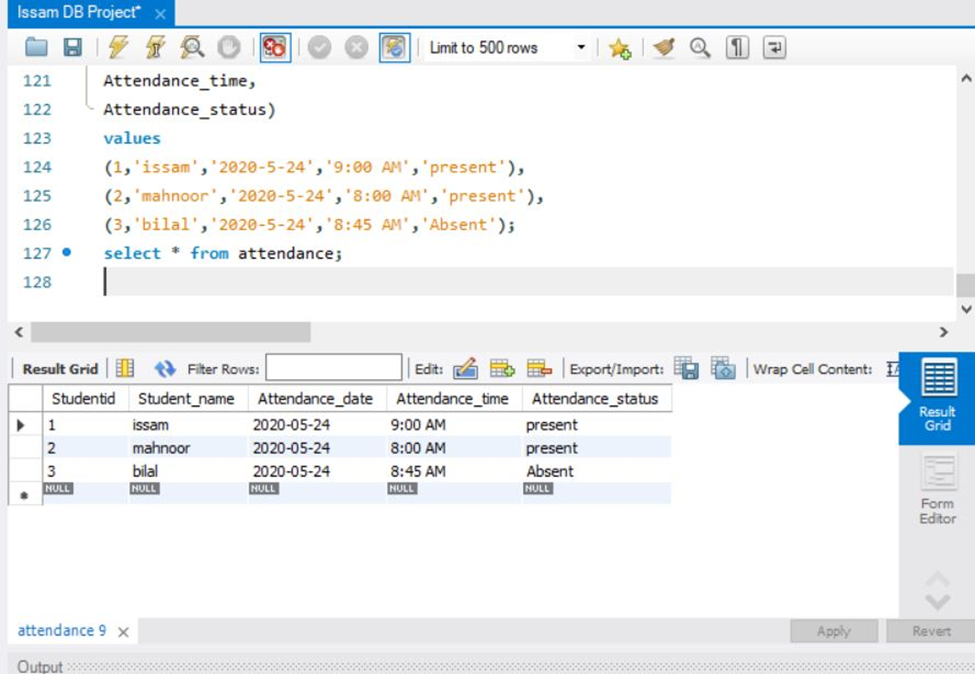 Issam DB Project*
Limit to 500 rows
121 Attendance_time,
122 Attendance_status)
123 values
124 (1,'issam','2020-5-24','9:00 AM','present'),
125 (2,'mahnoor','2020-5-24','8:00 AM','present'),
126 (3,'bilal','2020-5-24','8:45 AM','Absent');
127 select * from attendance;
128
Result Grid Filter Rows: Edit: Export/Import: Wrap Cell Content:
Studentid Student_name Attendance_date Attendance_time Attendance_status
1 issam 2020-05-24 9:00 AM present
2 mahnoor 2020-05-24 8:00 AM present
3 bilal 2020-05-24 8:45 AM Absent
NULL NULL NULL NULL NULL
Result
Grid
Form
Editor
attendance 9
Apply Revert
Output